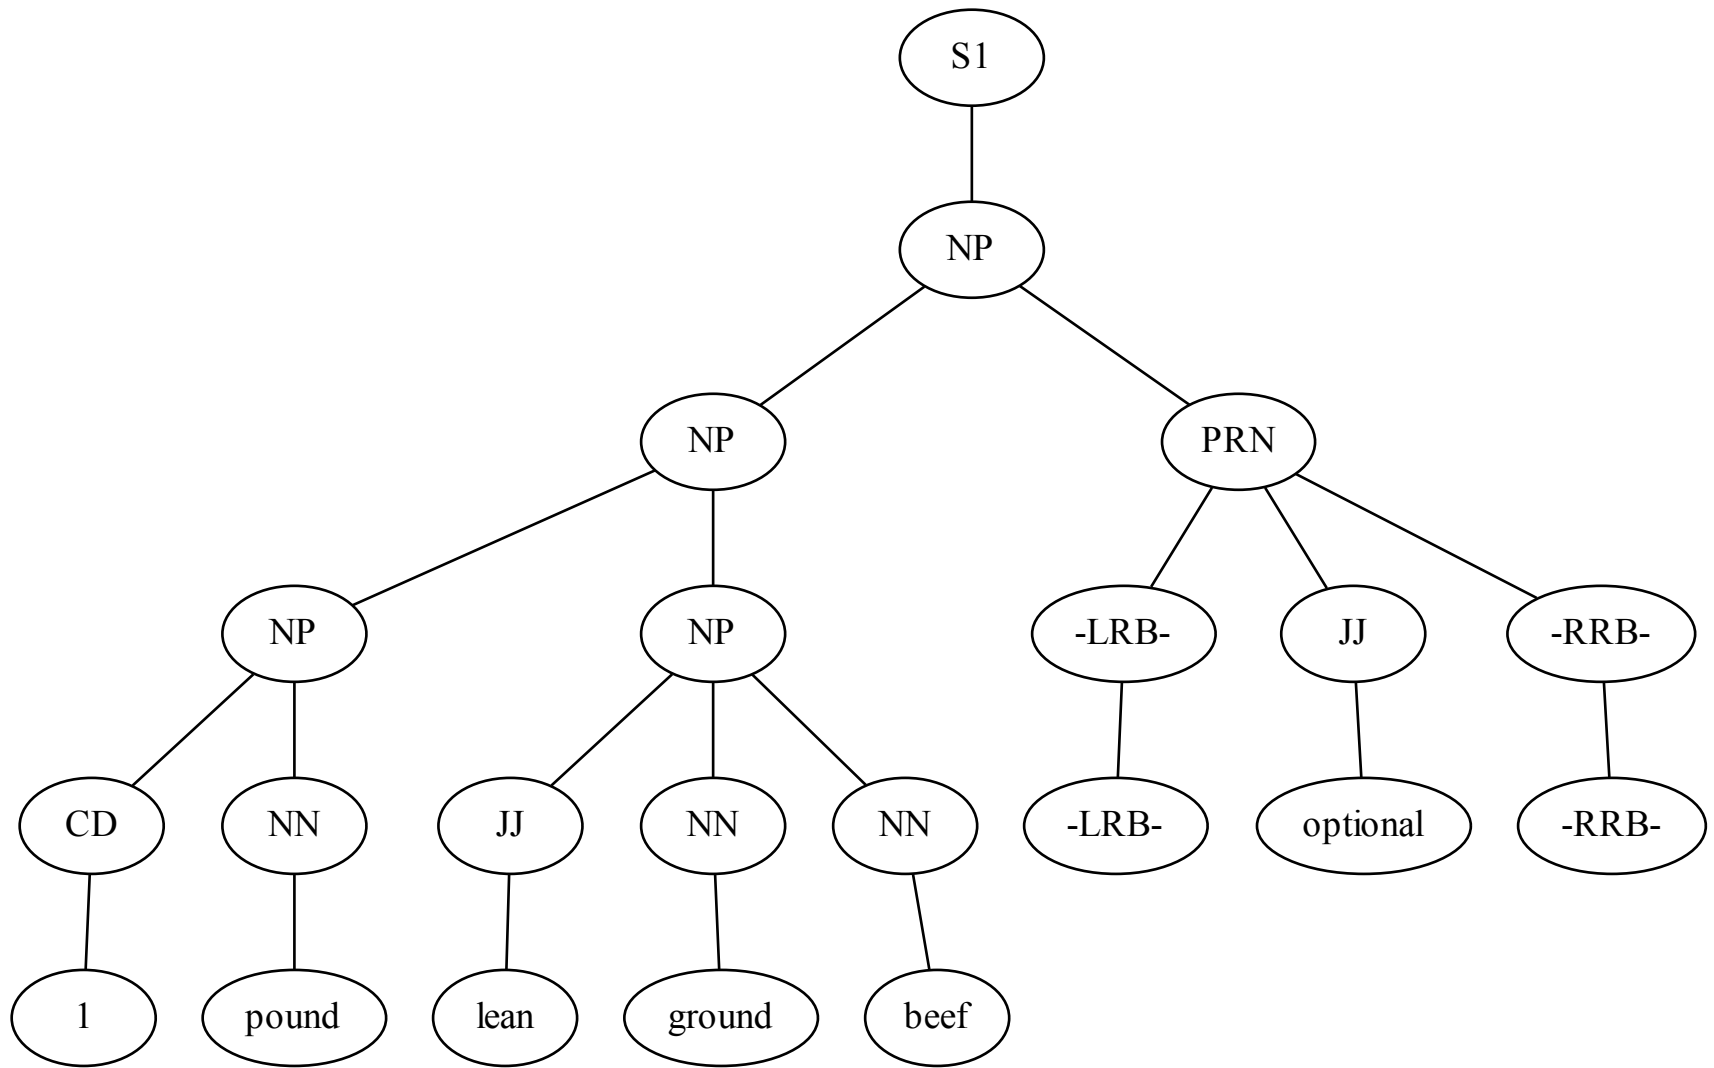 S1
NP
NP PRN
NP NP -LRB- JJ -RRB-
CD NN JJ NN NN -LRB- optional -RRB-
1 pound lean ground beef